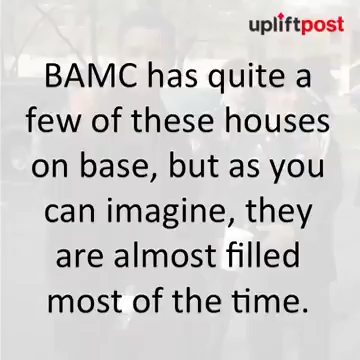 upliftpost
BAMC has quite a
few of these houses
on base, but as you
can imagine, they
are almost filled
most of the time.